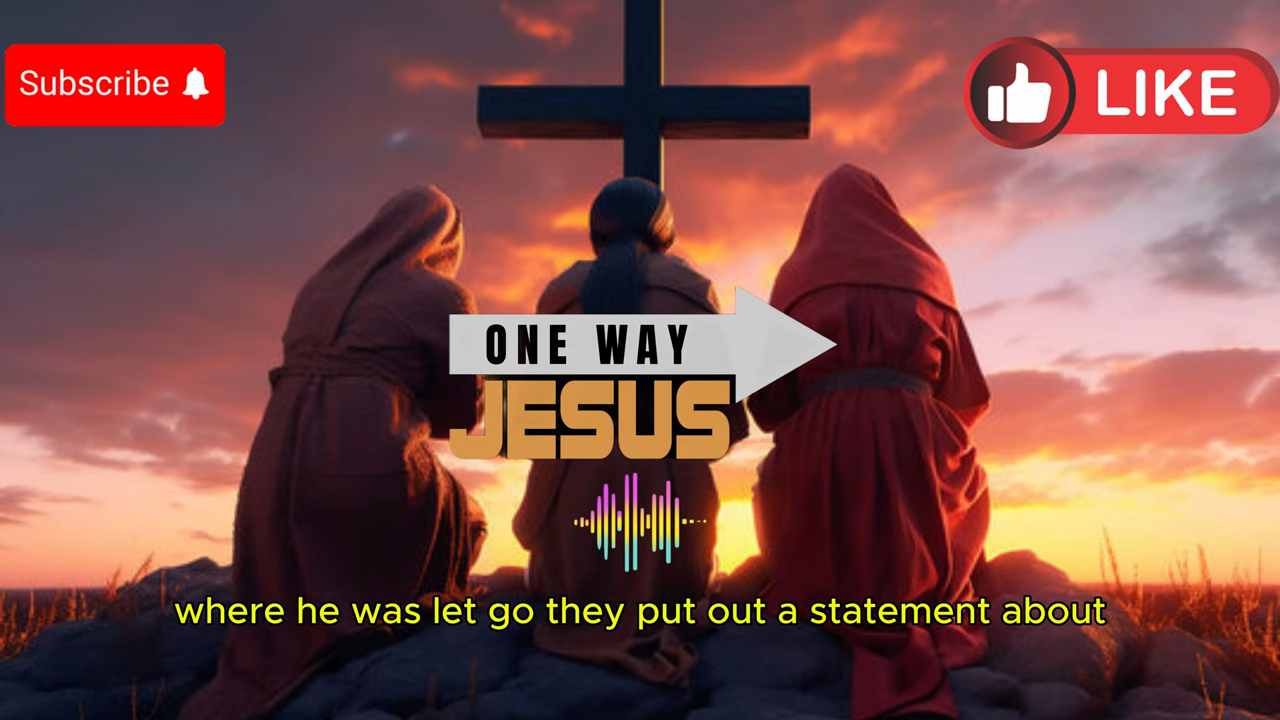 Subscribe
LIKE
ONE WAY
JESUS
where he was let go they put out a statement about